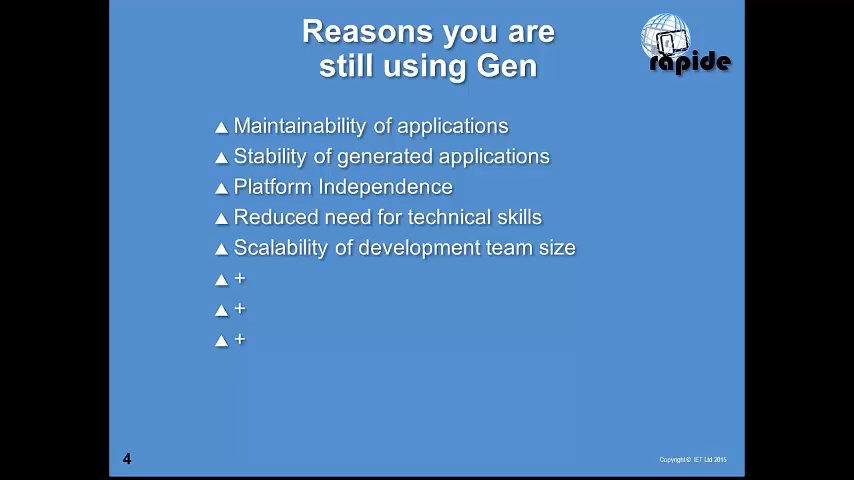 Reasons you are
still using Gen
rapide
Maintainability of applications
Stability of generated applications
Platform Independence
Reduced need for technical skills
Scalability of development team size
+
+
+
4
Copyright © IET Ltd 2015